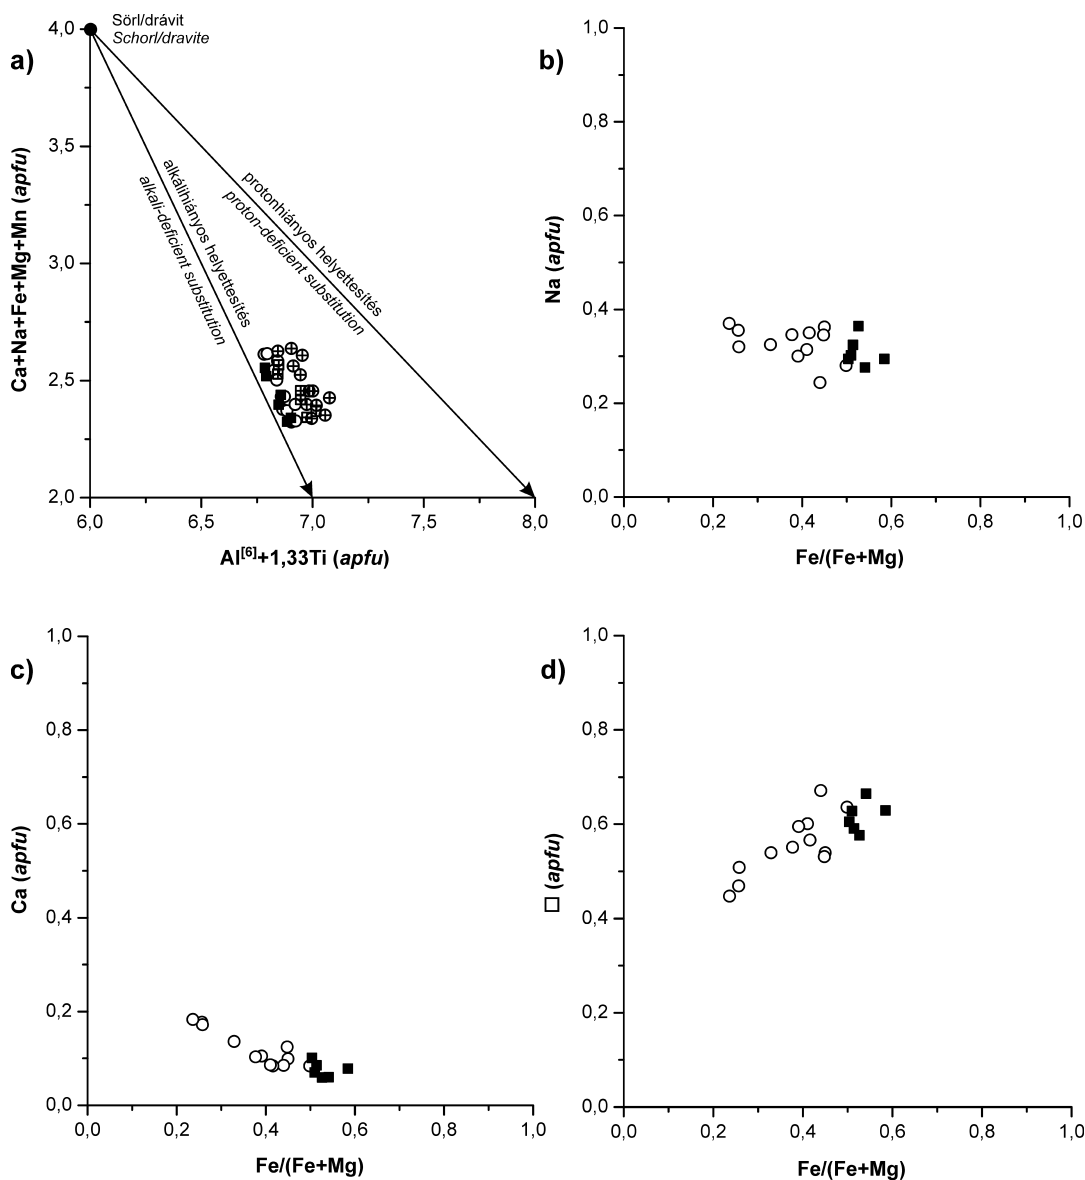 a)
Sörl/drávit
Schorl/dravite
4,0
3,5
3,0
2,5
2,0
Ca+Na+Fe+Mg+Mn (apfu)
alkálihiányos helyettesítés
alkali-deficient substitution
protonhiányos helyettesítés
proton-deficient substitution
6,0
6,5
7,0
7,5
8,0
Al[6]+1,33Ti (apfu)
b)
1,0
0,8
0,6
0,4
0,2
0,0
Na (apfu)
0,0
0,2
0,4
0,6
0,8
1,0
Fe/(Fe+Mg)
c)
1,0
0,8
0,6
0,4
0,2
0,0
Ca (apfu)
0,0
0,2
0,4
0,6
0,8
1,0
Fe/(Fe+Mg)
d)
1,0
0,8
0,6
0,4
0,2
0,0
□ (apfu)
0,0
0,2
0,4
0,6
0,8
1,0
Fe/(Fe+Mg)